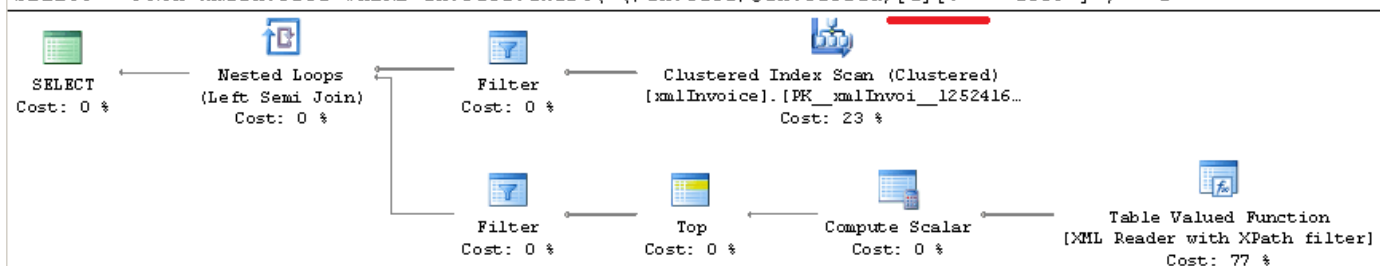 SELECT
Cost: 0 %
Nested Loops
(Left Semi Join)
Cost: 0 %
Filter
Cost: 0 %
Clustered Index Scan (Clustered)
[xmlInvoice].[PK__xmlInvoi__1252416…
Cost: 23 %
Filter
Cost: 0 %
Top
Cost: 0 %
Compute Scalar
Cost: 0 %
Table Valued Function
[XML Reader with XPath filter]
Cost: 77 %